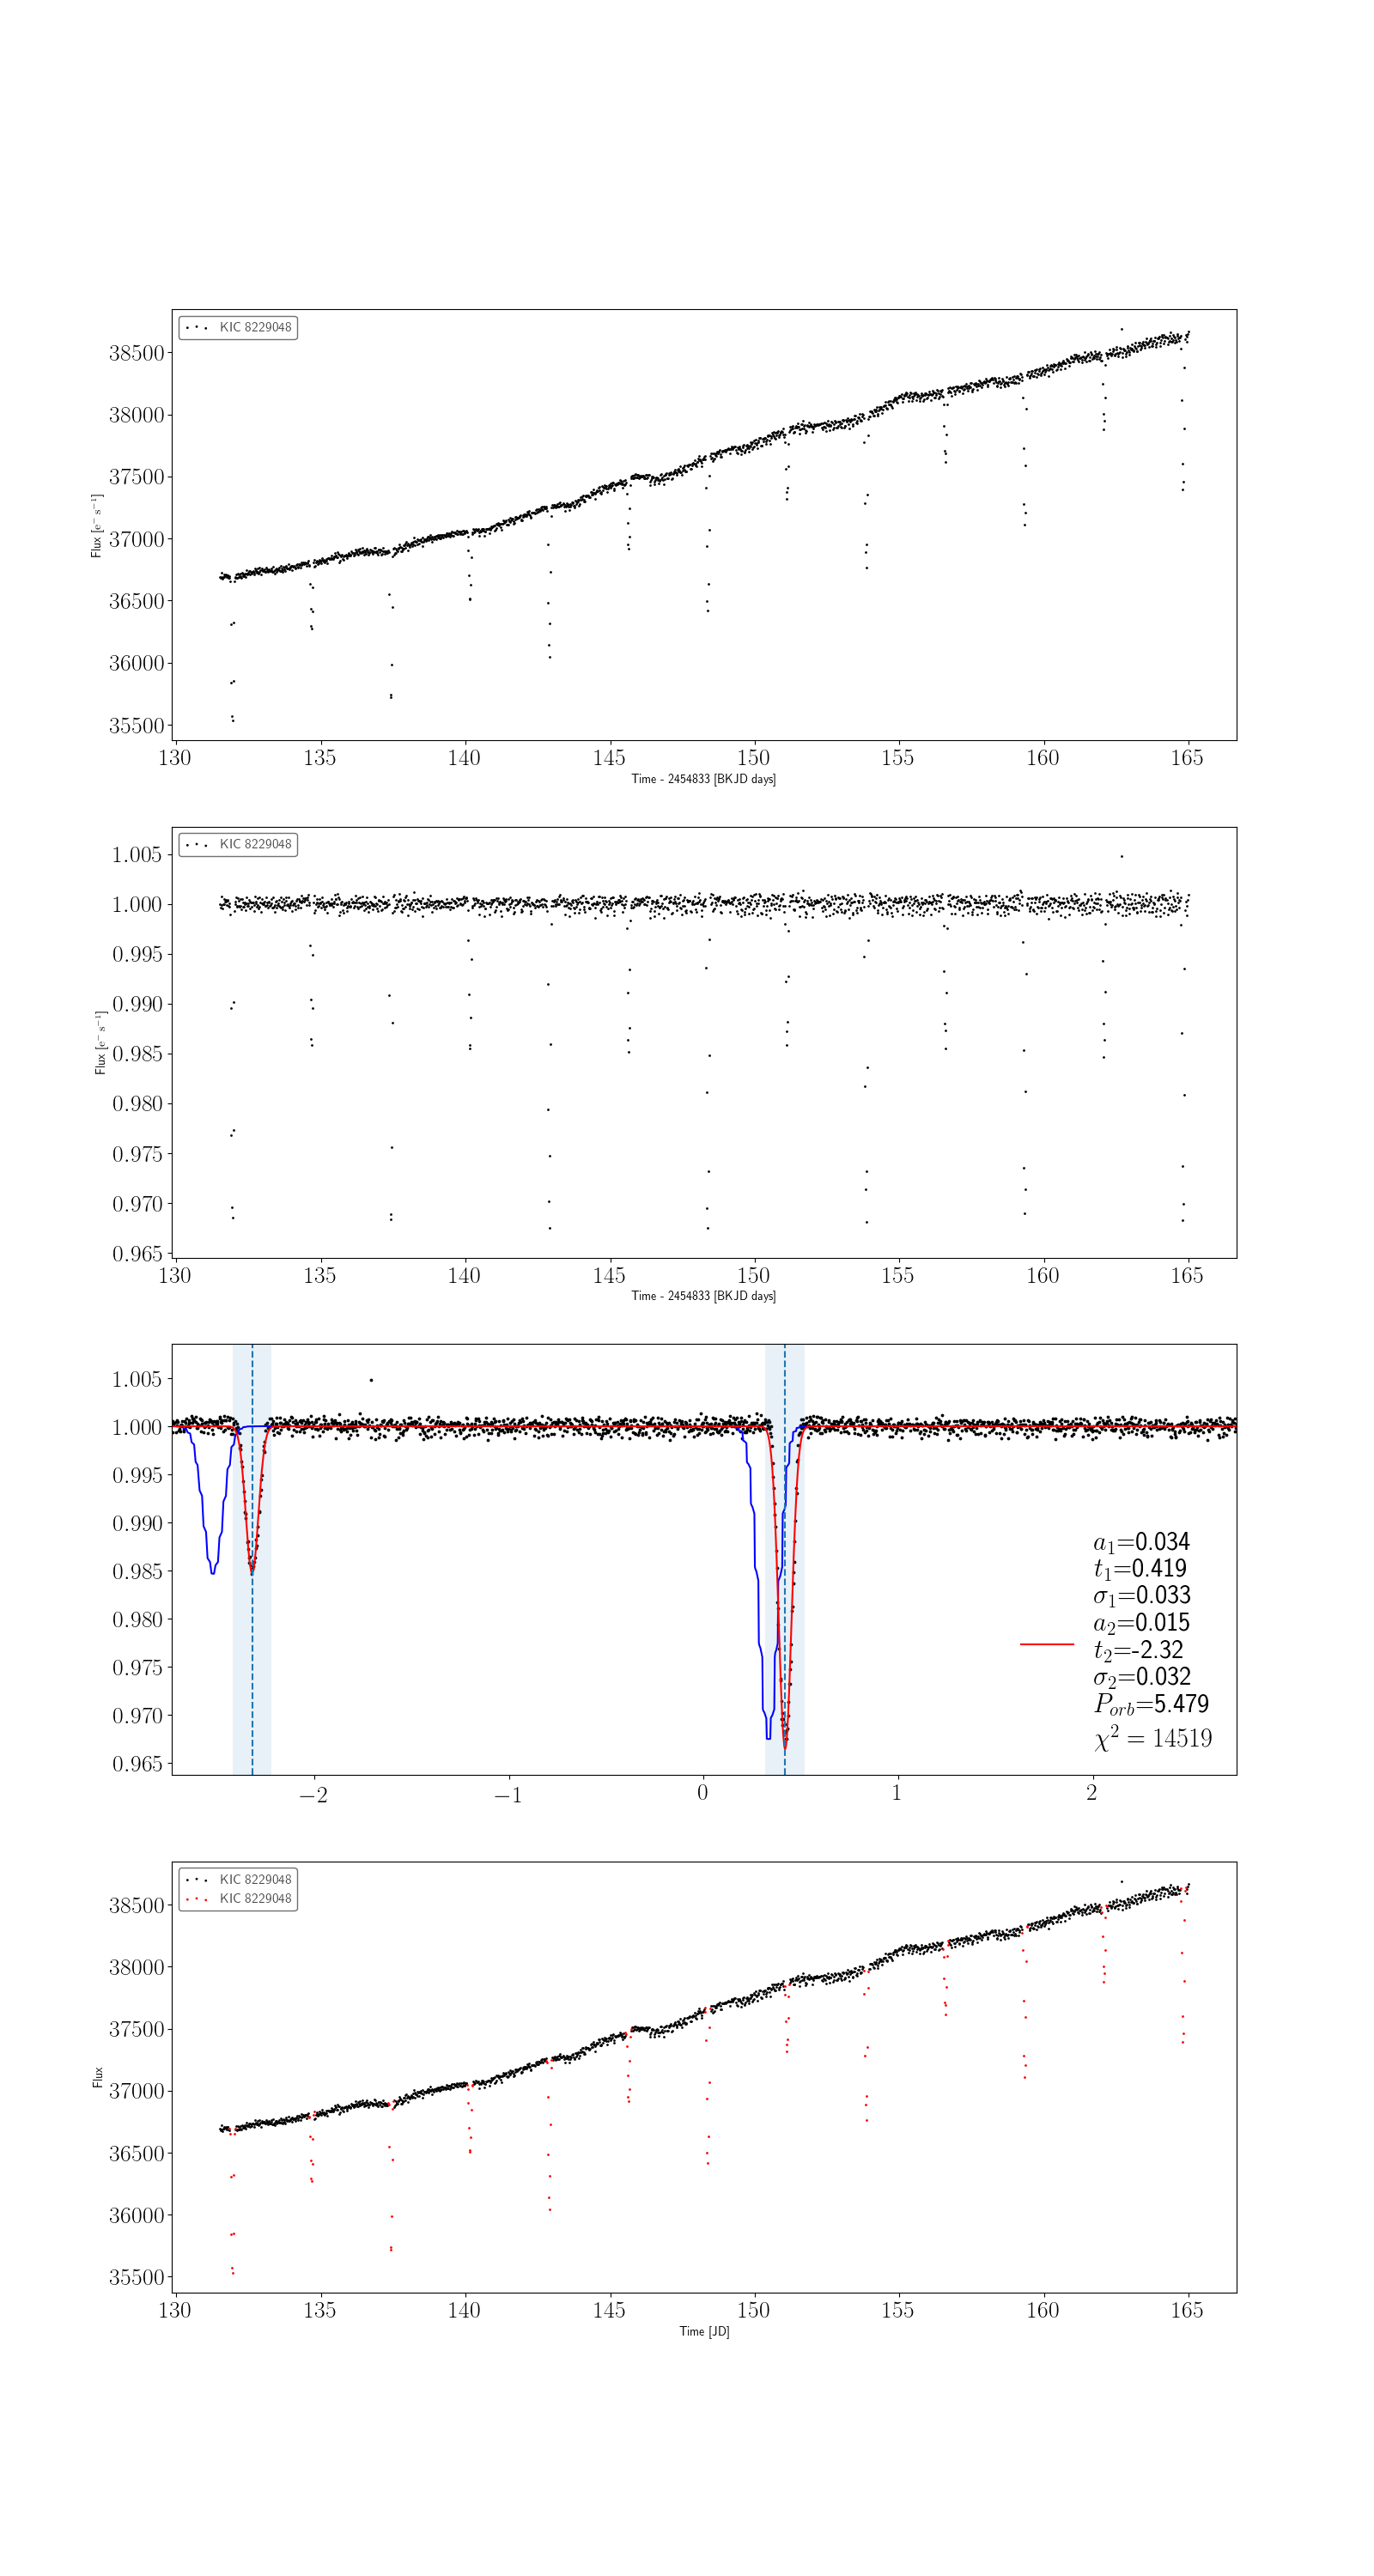 KIC 8229048
38500
38000
37500
37000
36500
36000
35500
Flux [e⁻ s⁻¹]
130 135 140 145 150 155 160 165
Time - 2454833 [BKJD days]
KIC 8229048
1.005
1.000
0.995
0.990
0.985
0.980
0.975
0.970
0.965
Flux [e⁻ s⁻¹]
130 135 140 145 150 155 160 165
Time - 2454833 [BKJD days]
1.005
1.000
0.995
0.990
0.985
0.980
0.975
0.970
0.965
a₁=0.034
t₁=0.419
σ₁=0.033
a₂=0.015
t₂=-2.32
σ₂=0.032
P_orb=5.479
χ² = 14519
−2 −1 0 1 2
KIC 8229048
KIC 8229048
38500
38000
37500
37000
36500
36000
35500
Flux
130 135 140 145 150 155 160 165
Time [JD]